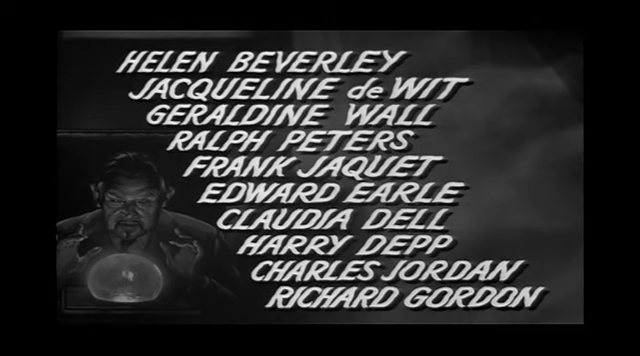 HELEN BEVERLEY
JACQUELINE de WIT
GERALDINE WALL
RALPH PETERS
FRANK JAQUET
EDWARD EARLE
CLAUDIA DELL
HARRY DEPP
CHARLES JORDAN
RICHARD GORDON